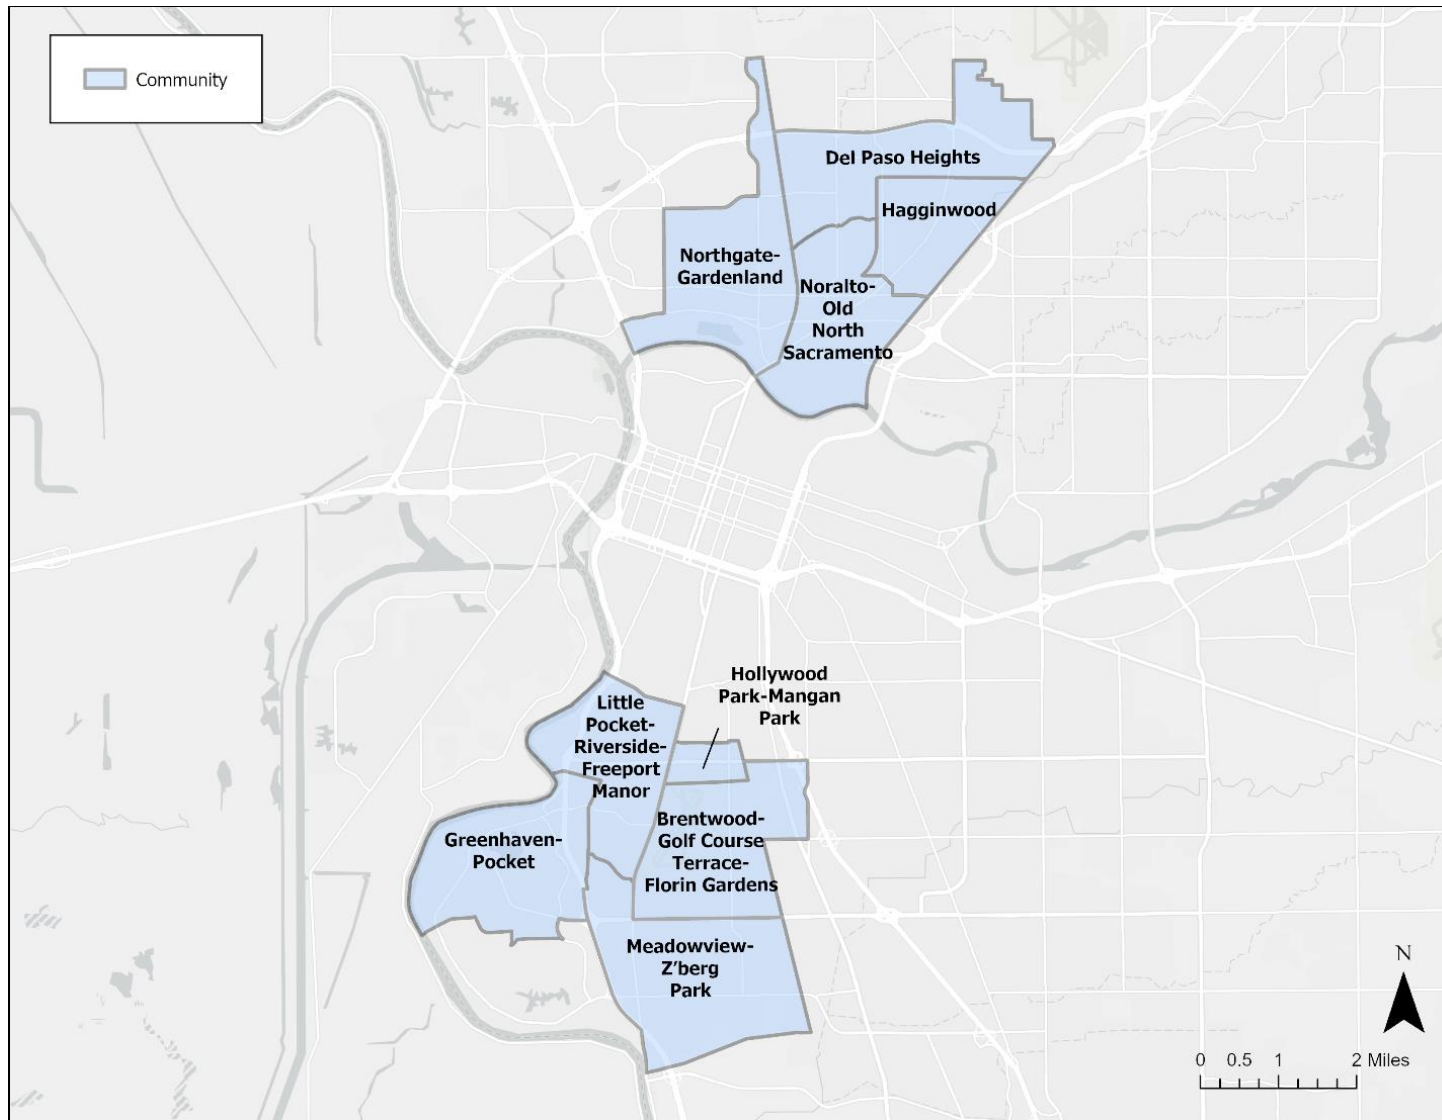 Community
Del Paso Heights
Hagginwood
Northgate-
Gardenland
Noralto-
Old
North
Sacramento
Hollywood
Park-Mangan
Park
Little
Pocket-
Riverside-
Freeport
Manor
Brentwood-
Golf Course
Terrace-
Florin Gardens
Greenhaven-
Pocket
Meadowview-
Z'berg
Park
N
0 0.5 1 2 Miles